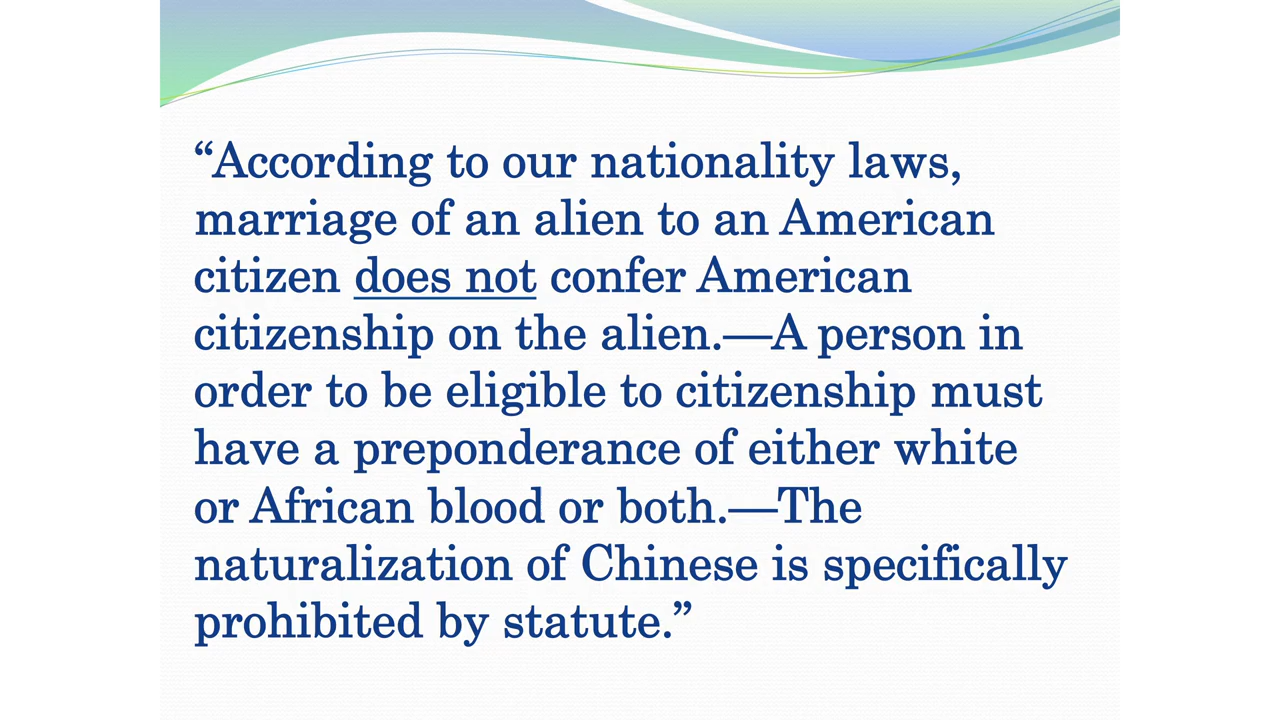 “According to our nationality laws,
marriage of an alien to an American
citizen does not confer American
citizenship on the alien.—A person in
order to be eligible to citizenship must
have a preponderance of either white
or African blood or both.—The
naturalization of Chinese is specifically
prohibited by statute.”